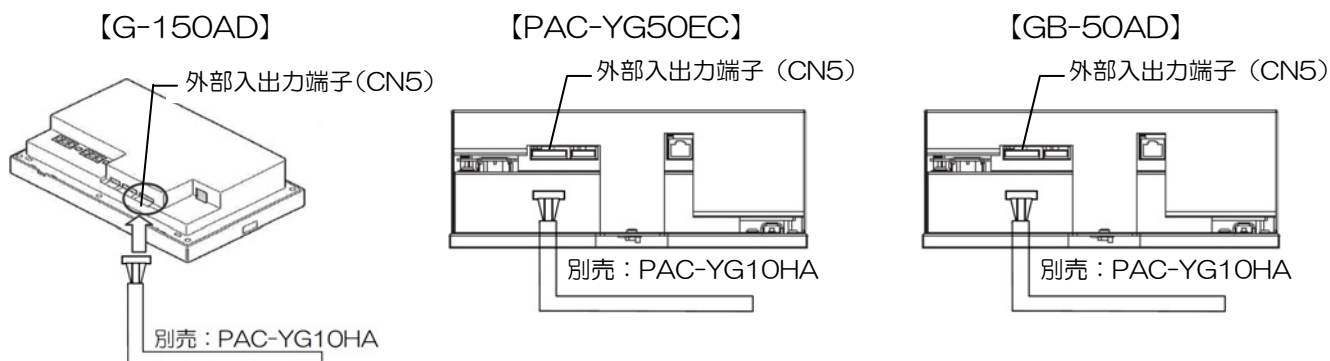 【G-150AD】
外部入出力端子(CN5)
別売：PAC-YG10HA
【PAC-YG50EC】
外部入出力端子（CN5）
別売：PAC-YG10HA
【GB-50AD】
外部入出力端子（CN5）
別売：PAC-YG10HA